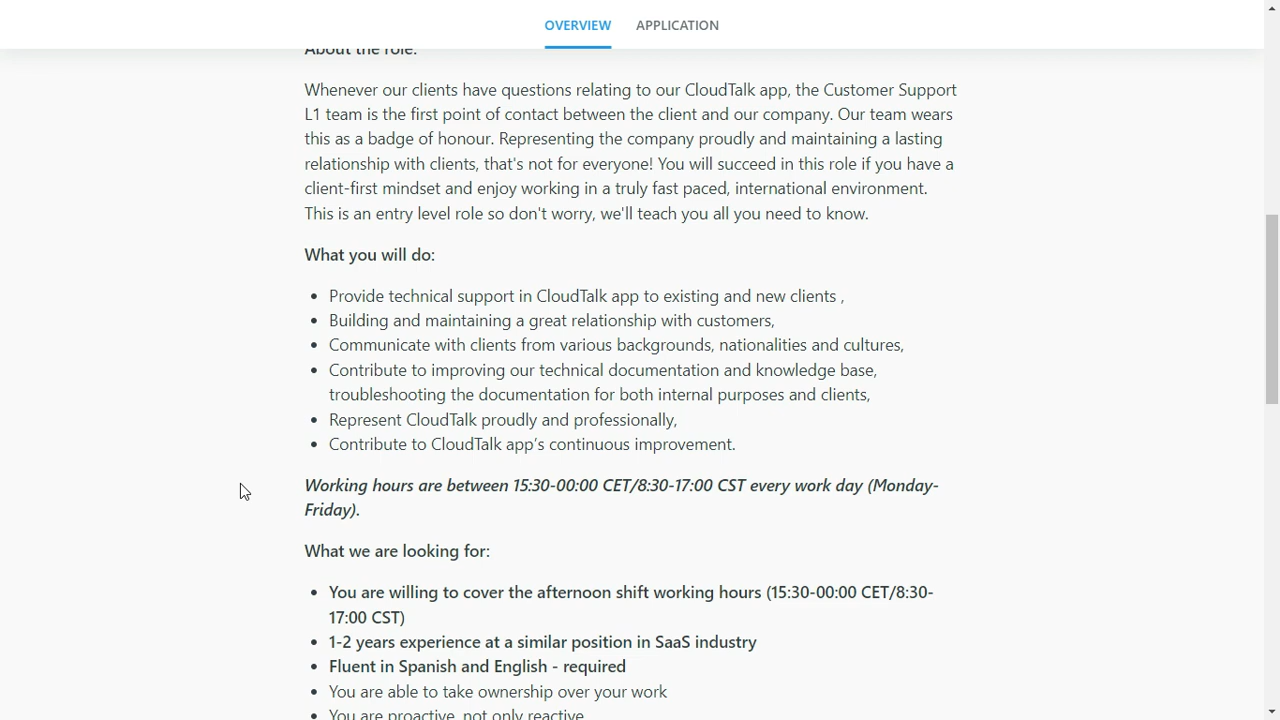 OVERVIEW APPLICATION
About the role:
Whenever our clients have questions relating to our CloudTalk app, the Customer Support
L1 team is the first point of contact between the client and our company. Our team wears
this as a badge of honour. Representing the company proudly and maintaining a lasting
relationship with clients, that's not for everyone! You will succeed in this role if you have a
client-first mindset and enjoy working in a truly fast paced, international environment.
This is an entry level role so don't worry, we'll teach you all you need to know.
What you will do:
• Provide technical support in CloudTalk app to existing and new clients ,
• Building and maintaining a great relationship with customers,
• Communicate with clients from various backgrounds, nationalities and cultures,
• Contribute to improving our technical documentation and knowledge base,
troubleshooting the documentation for both internal purposes and clients,
• Represent CloudTalk proudly and professionally,
• Contribute to CloudTalk app’s continuous improvement.
Working hours are between 15:30-00:00 CET/8:30-17:00 CST every work day (Monday-
Friday).
What we are looking for:
• You are willing to cover the afternoon shift working hours (15:30-00:00 CET/8:30-
17:00 CST)
• 1-2 years experience at a similar position in SaaS industry
• Fluent in Spanish and English - required
• You are able to take ownership over your work
• You are proactive, not only reactive